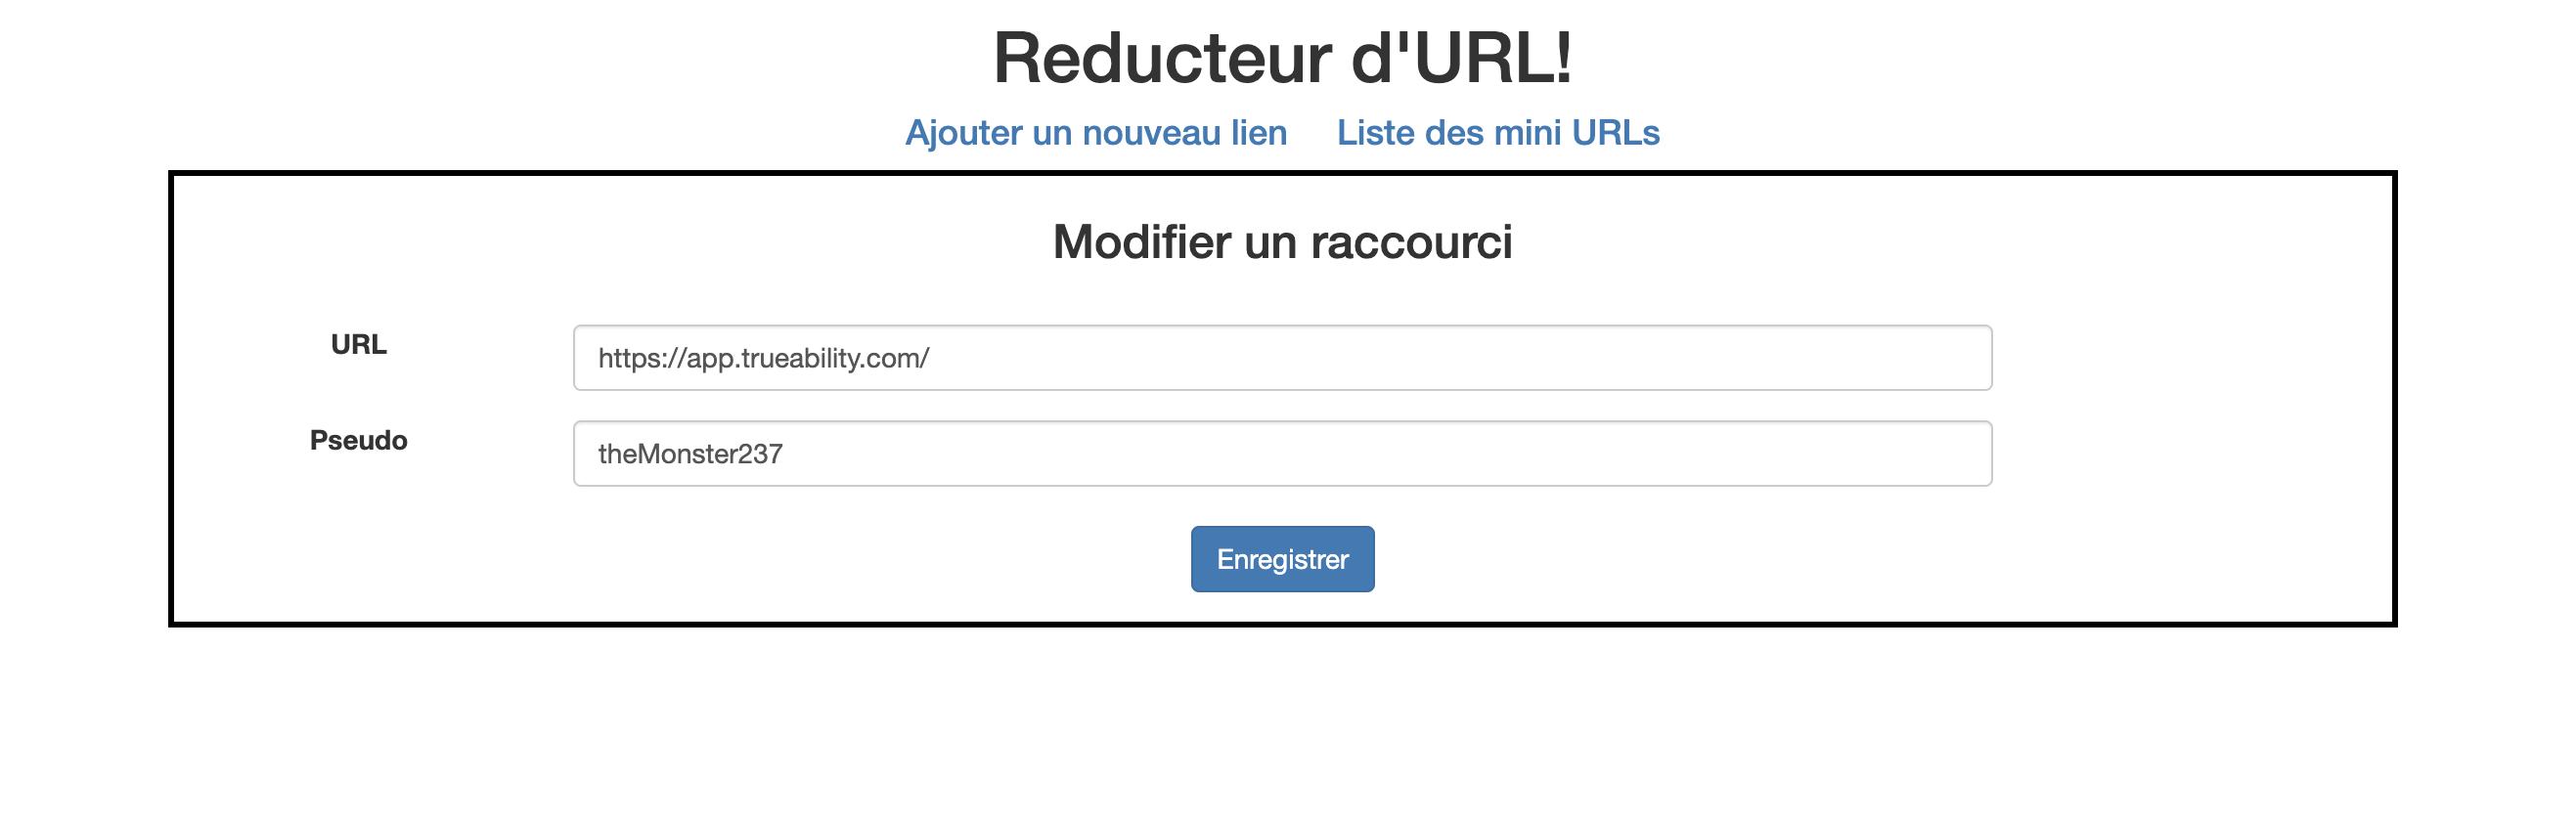 Reducteur d'URL!
Ajouter un nouveau lien Liste des mini URLs
Modifier un raccourci
URL https://app.trueability.com/
Pseudo theMonster237
Enregistrer